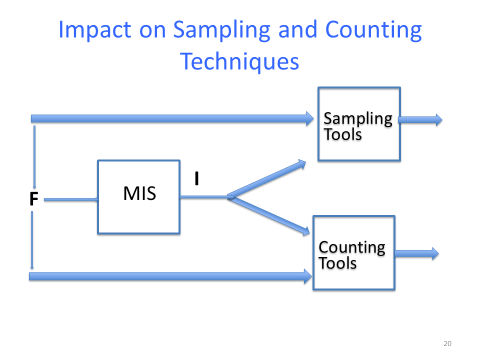 Impact on Sampling and Counting
Techniques
Sampling
Tools
F
MIS
I
Counting
Tools
20